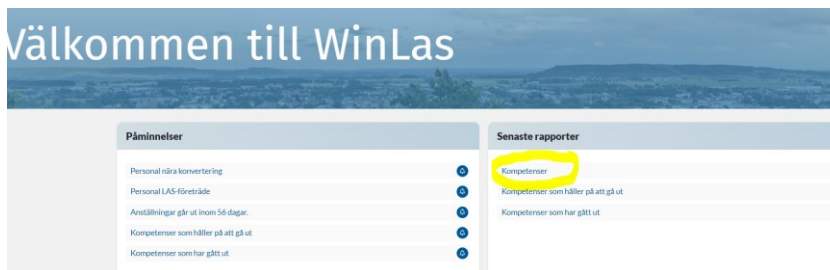 Välkommen till WinLas
Påminnelser
Personal nära konvertering
Personal LAS-företräde
Anställningar går ut inom 56 dagar.
Kompetenser som håller på att gå ut
Kompetenser som har gått ut
Senaste rapporter
Kompetenser
Kompetenser som håller på att gå ut
Kompetenser som har gått ut